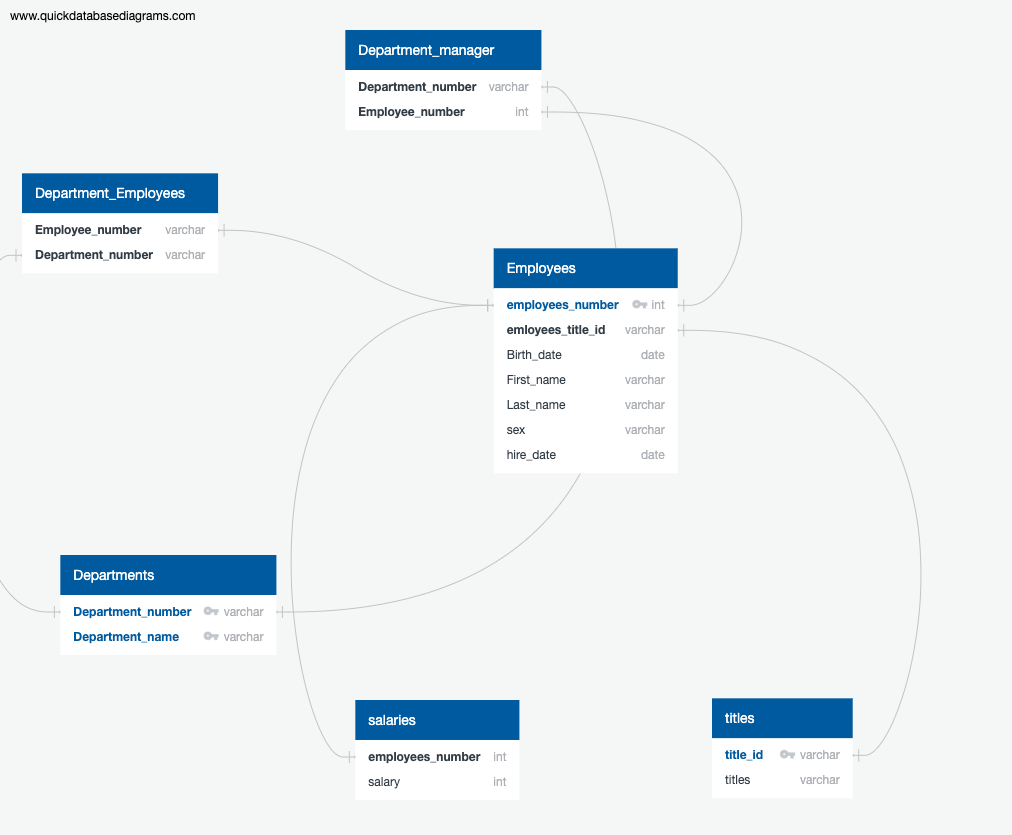 www.quickdatabasediagrams.com
Department_manager
Department_number varchar
Employee_number int
Department_Employees
Employee_number varchar
Department_number varchar
Employees
employees_number int
emloyees_title_id varchar
Birth_date date
First_name varchar
Last_name varchar
sex varchar
hire_date date
Departments
Department_number varchar
Department_name varchar
salaries
employees_number int
salary int
titles
title_id varchar
titles varchar